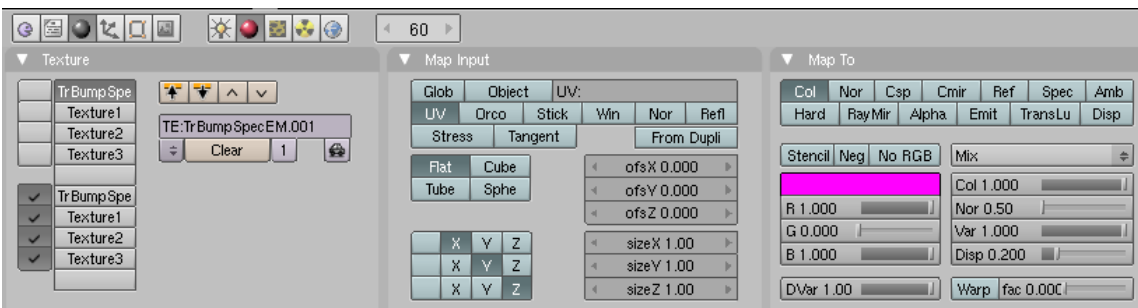 60
Texture
TrBumpSpe
Texture1
Texture2
Texture3
TrBumpSpe
Texture1
Texture2
Texture3
TE:TrBumpSpecEM.001
Clear 1
Map Input
Glob Object UV:
UV Orco Stick Win Nor Refl
Stress Tangent From Dupli
Flat Cube
Tube Sphe
ofsX 0.000
ofsY 0.000
ofsZ 0.000
X Y Z
X Y Z
X Y Z
sizeX 1.00
sizeY 1.00
sizeZ 1.00
Map To
Col Nor Csp Cmir Ref Spec Amb
Hard RayMir Alpha Emit TransLu Disp
Stencil Neg No RGB Mix
R 1.000
G 0.000
B 1.000
Col 1.000
Nor 0.50
Var 1.000
Disp 0.200
DVar 1.00 Warp fac 0.000